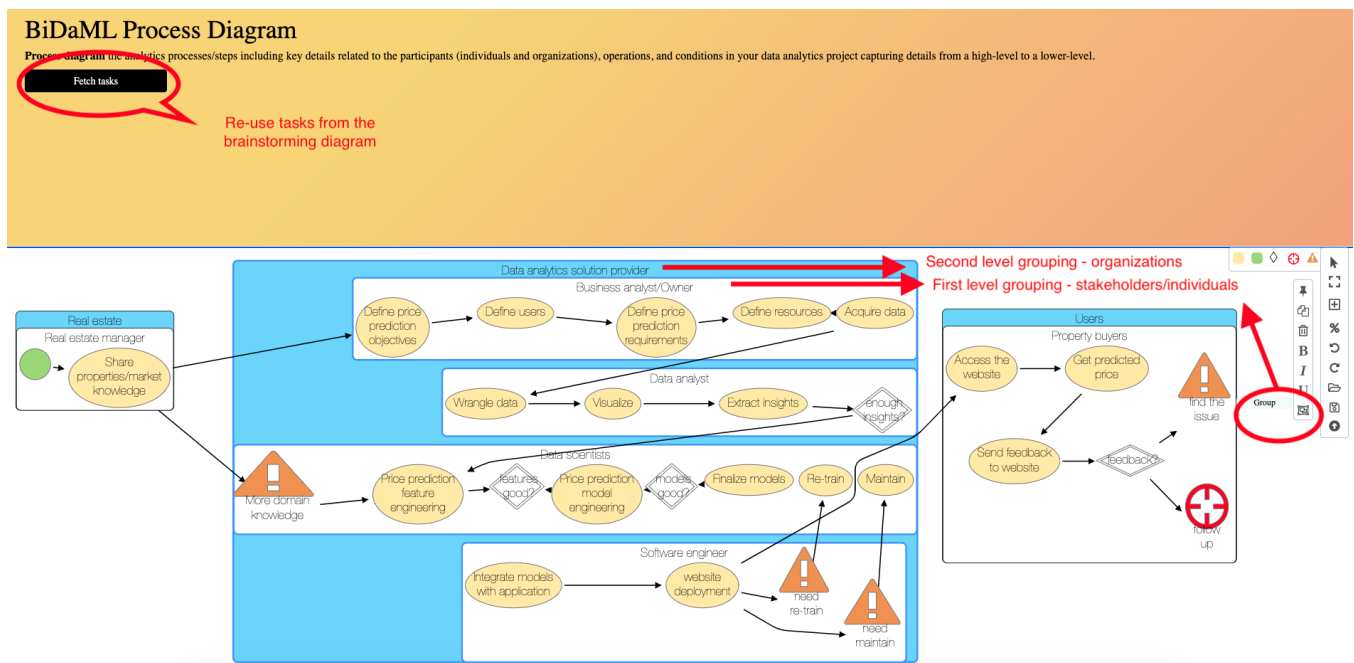 BiDaML Process Diagram
Process diagram the analytics processes/steps including key details related to the participants (individuals and organizations), operations, and conditions in your data analytics project capturing details from a high-level to a lower-level.
Fetch tasks
Re-use tasks from the
brainstorming diagram
Data analytics solution provider
Second level grouping - organizations
Business analyst/Owner
First level grouping - stakeholders/individuals
Real estate
Real estate manager
Share
properties/market
knowledge
Define price
prediction
objectives
Define users
Define price
prediction
requirements
Define resources
Acquire data
Data analyst
Wrangle data
Visualize
Extract insights
enough
insights?
Data scientists
More domain
knowledge
Price prediction
feature
engineering
features
good?
Price prediction
model
engineering
models
good?
Finalize models
Re-train
Maintain
Software engineer
Integrate models
with application
website
deployment
need
re-train
need
maintain
Users
Property buyers
Access the
website
Get predicted
price
find the
issue
Send feedback
to website
feedback?
follow
up
B
I
U
Group